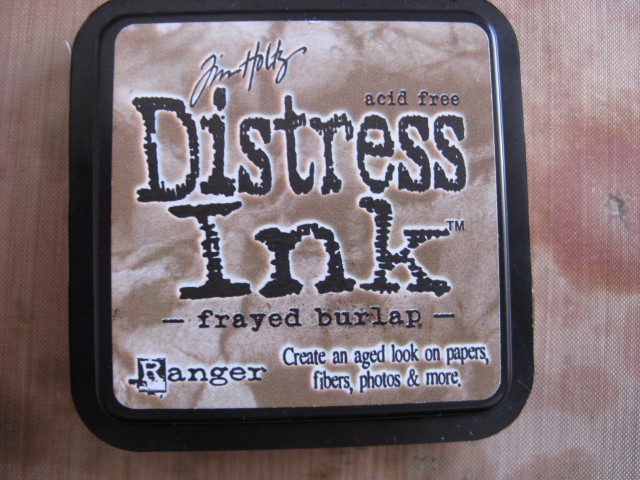 Tim Holtz
acid free
Distress
Ink™
— frayed burlap —
Ranger
Create an aged look on papers,
fibers, photos & more.